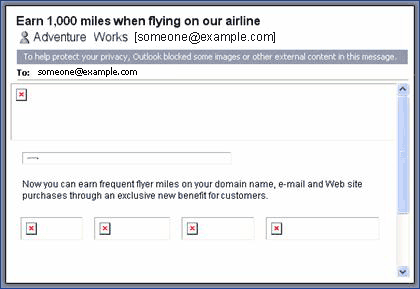 Earn 1,000 miles when flying on our airline
Adventure Works [someone@example.com]
To help protect your privacy, Outlook blocked some images or other external content in this message.
To: someone@example.com
Now you can earn frequent flyer miles on your domain name, e-mail and Web site
purchases through an exclusive new benefit for customers.